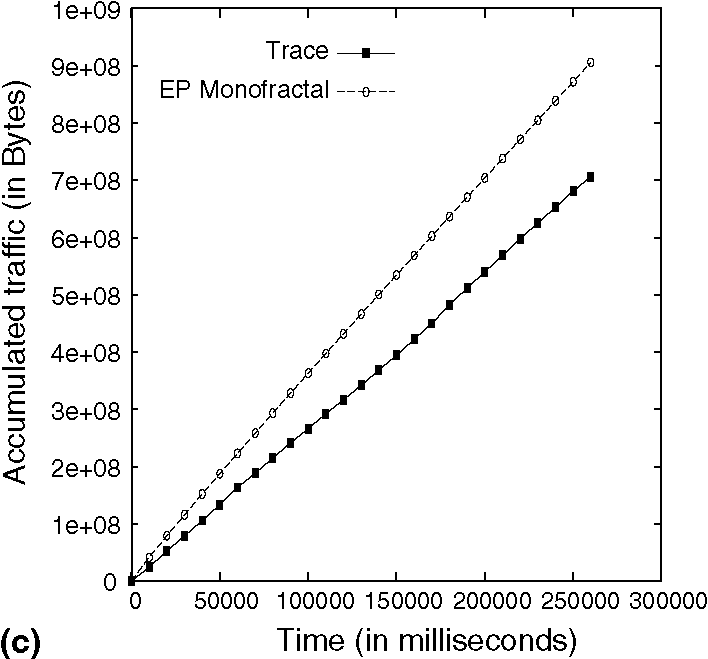 1e+09
9e+08
8e+08
7e+08
6e+08
5e+08
4e+08
3e+08
2e+08
1e+08
0
Accumulated traffic (in Bytes)
Trace
EP Monofractal
0 50000 100000 150000 200000 250000 300000
Time (in milliseconds)
(c)